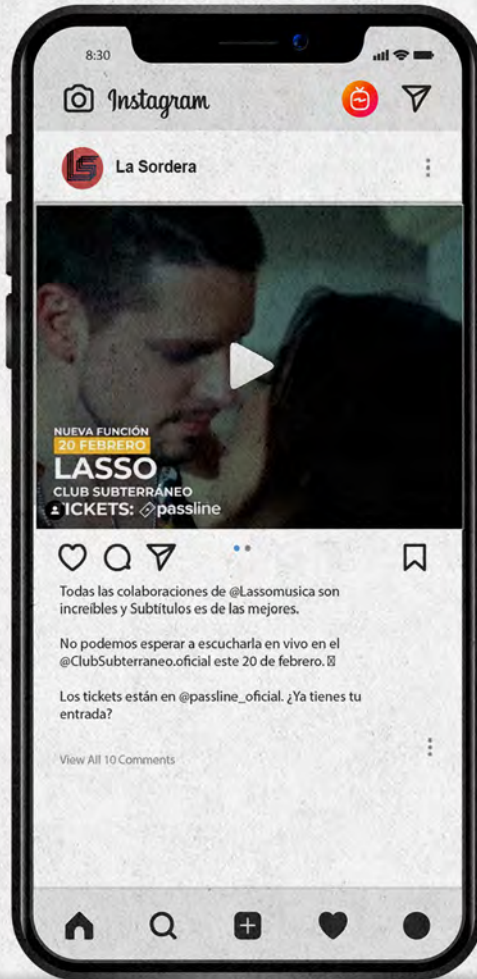 8:30
Instagram
La Sordera
NUEVA FUNCIÓN
20 FEBRERO
LASSO
CLUB SUBTERRÁNEO
TICKETS: passline
Todas las colaboraciones de @Lassomusica son
increíbles y Subtítulos es de las mejores.
No podemos esperar a escucharla en vivo en el
@ClubSubterraneo.oficial este 20 de febrero.
Los tickets están en @passline_oficial. ¿Ya tienes tu
entrada?
View All 10 Comments